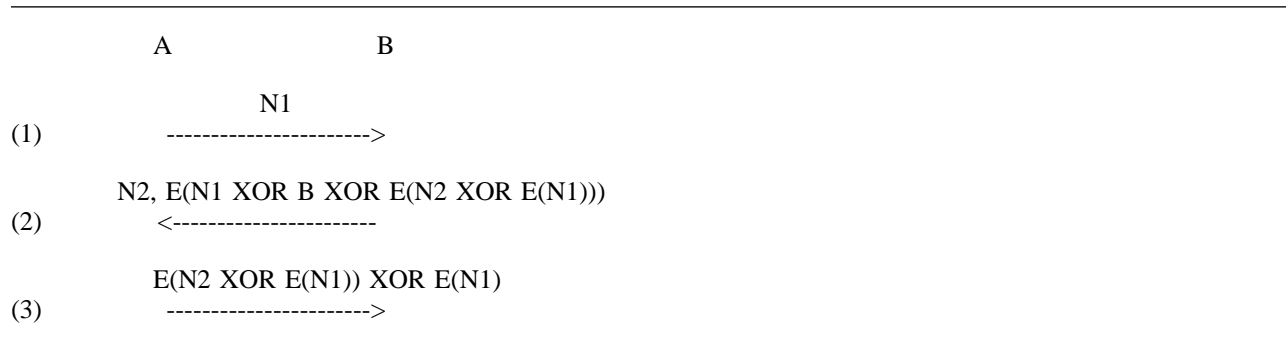 A B
N1
(1) ----------------------->
N2, E(N1 XOR B XOR E(N2 XOR E(N1)))
(2) <-----------------------
E(N2 XOR E(N1)) XOR E(N1)
(3) ----------------------->